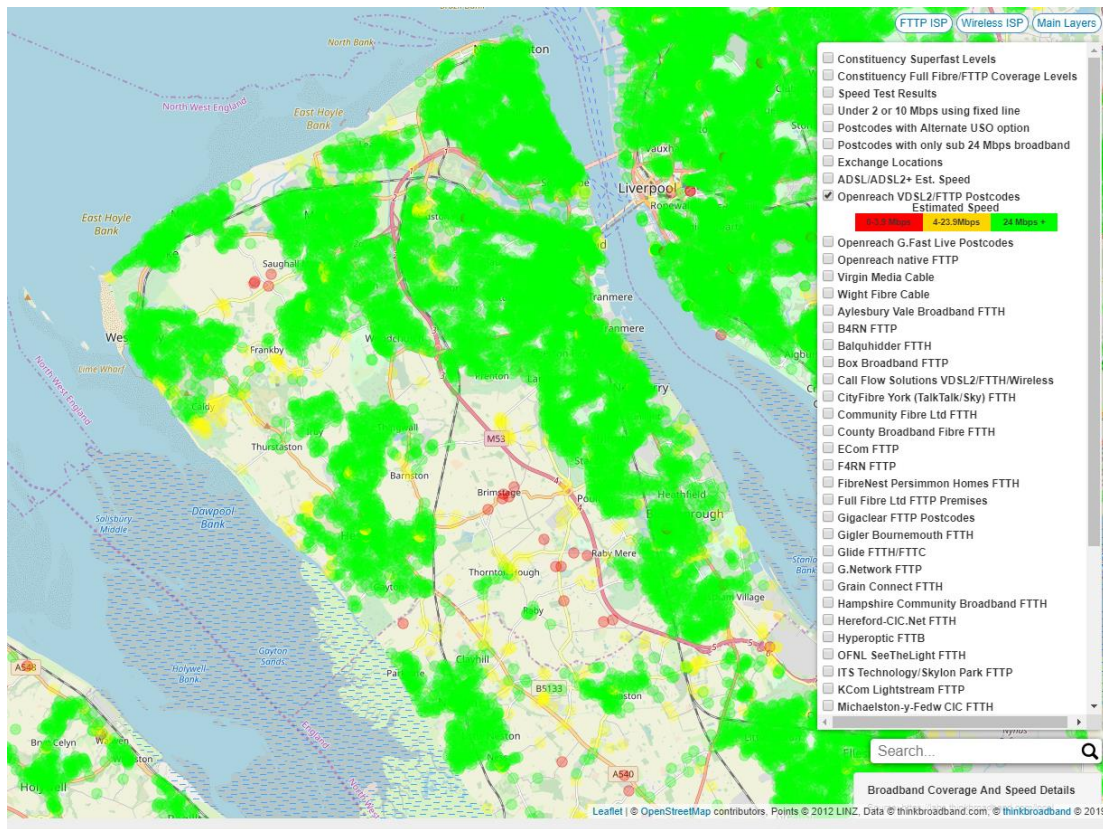 FTTP ISP
Wireless ISP
Main Layers
Constituency Superfast Levels
Constituency Full Fibre/FTTP Coverage Levels
Speed Test Results
Under 2 or 10 Mbps using fixed line
Postcodes with Alternate USO option
Postcodes with only sub 24 Mbps broadband
Exchange Locations
ADSL/ADSL2+ Est. Speed
Openreach VDSL2/FTTP Postcodes
Estimated Speed
4-23.9Mbps
24 Mbps +
Openreach G.Fast Live Postcodes
Openreach native FTTP
Virgin Media Cable
Wight Fibre Cable
Aylesbury Vale Broadband FTTH
B4RN FTTP
Balquhidder FTTH
Box Broadband FTTP
Call Flow Solutions VDSL2/FTTH/Wireless
CityFibre York (TalkTalk/Sky) FTTH
Community Fibre Ltd FTTH
County Broadband Fibre FTTH
ECom FTTP
F4RN FTTP
FibreNest Persimmon Homes FTTH
Full Fibre Ltd FTTP Premises
Gigaclear FTTP Postcodes
Gigler Bournemouth FTTH
Glide FTTH/FTTC
G.Network FTTP
Grain Connect FTTH
Hampshire Community Broadband FTTH
Hereford-CIC.Net FTTH
Hyperoptic FTTB
OFNL SeeTheLight FTTH
ITS Technology/Skylon Park FTTP
KCom Lightstream FTTP
Michaelston-y-Fedw CIC FTTH
Search...
Broadband Coverage And Speed Details
Leaflet | © OpenStreetMap contributors, Points © 2012 LINZ, Data © thinkbroadband.com, © thinkbroadband © 201
North Bank
North West England
East Hoyle
Bank
East Hoyle
Bank
Liverpool
Saughall
Frankby
Lime Wharf
North West
England
Caldy
Thurstaston
M53
Barnston
Brimstage
Heathfield
Salisbury
Middle
Dawpool
Bank
Raby Mere
Raby
Village
Gayton
Sands
Holywell
Bank
Clayhill
B5133
A548
England
A540